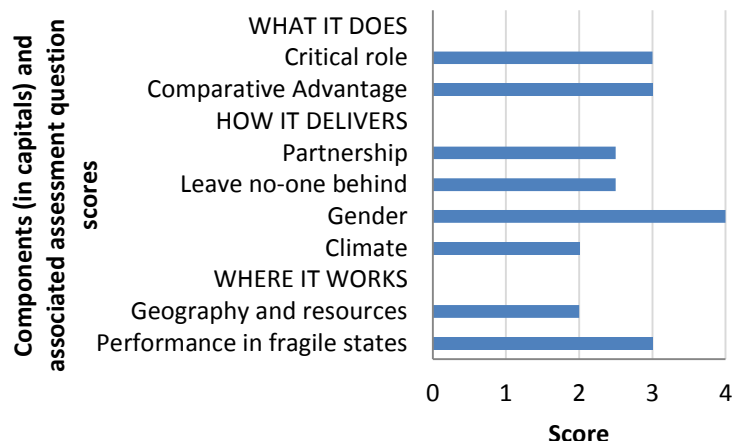 Components (in capitals) and
associated assessment question
scores
WHAT IT DOES
Critical role
Comparative Advantage
HOW IT DELIVERS
Partnership
Leave no-one behind
Gender
Climate
WHERE IT WORKS
Geography and resources
Performance in fragile states
0 1 2 3 4
Score